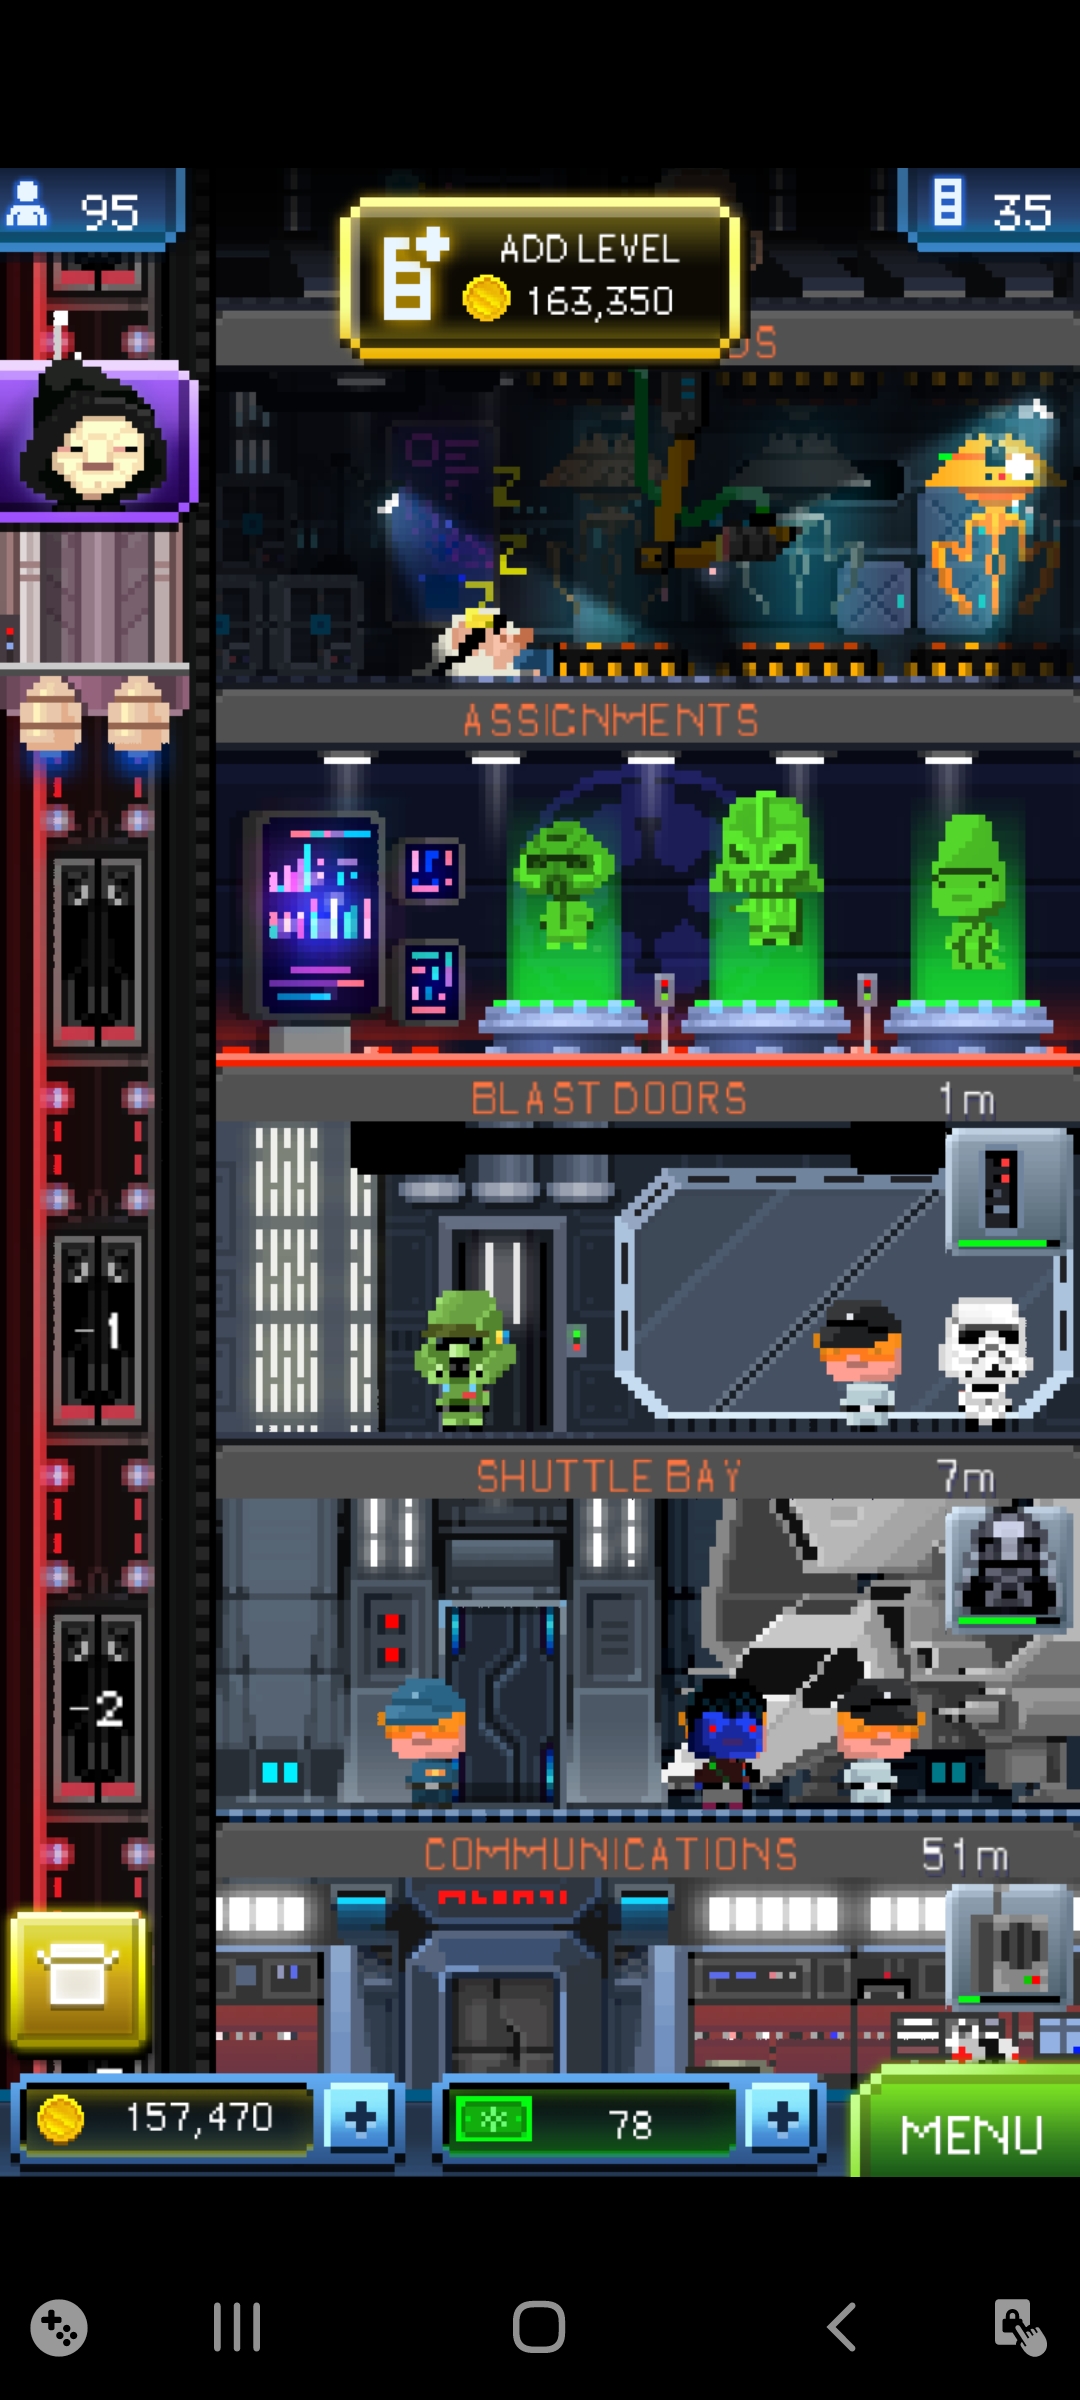 95
ADD LEVEL
163,350
35
ASSIGNMENTS
BLAST DOORS 1m
-1
SHUTTLE BAY 7m
-2
COMMUNICATIONS 51m
157,470
78
MENU